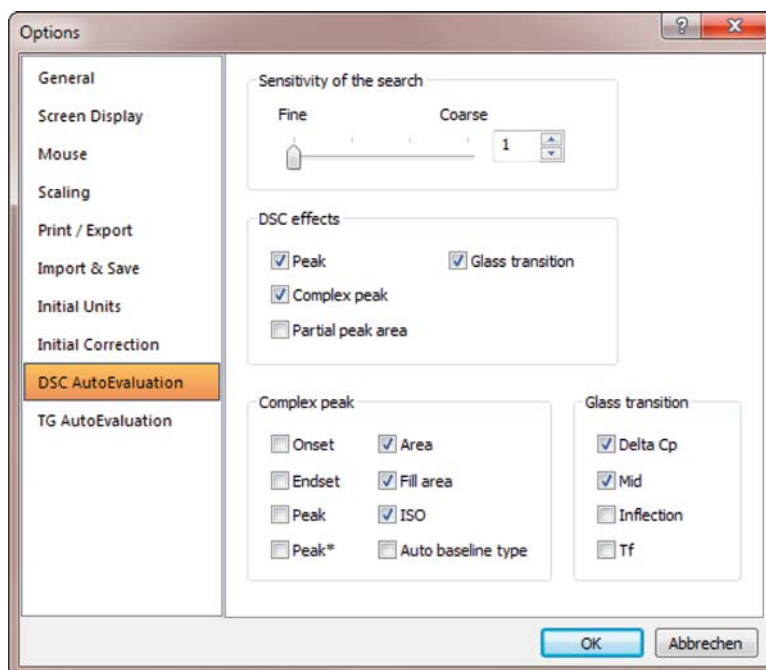 Options
General
Screen Display
Mouse
Scaling
Print / Export
Import & Save
Initial Units
Initial Correction
DSC AutoEvaluation
TG AutoEvaluation
Sensitivity of the search
Fine Coarse
1
DSC effects
Peak Glass transition
Complex peak
Partial peak area
Complex peak
Onset Area
Endset Fill area
Peak ISO
Peak* Auto baseline type
Glass transition
Delta Cp
Mid
Inflection
Tf
OK Abbrechen